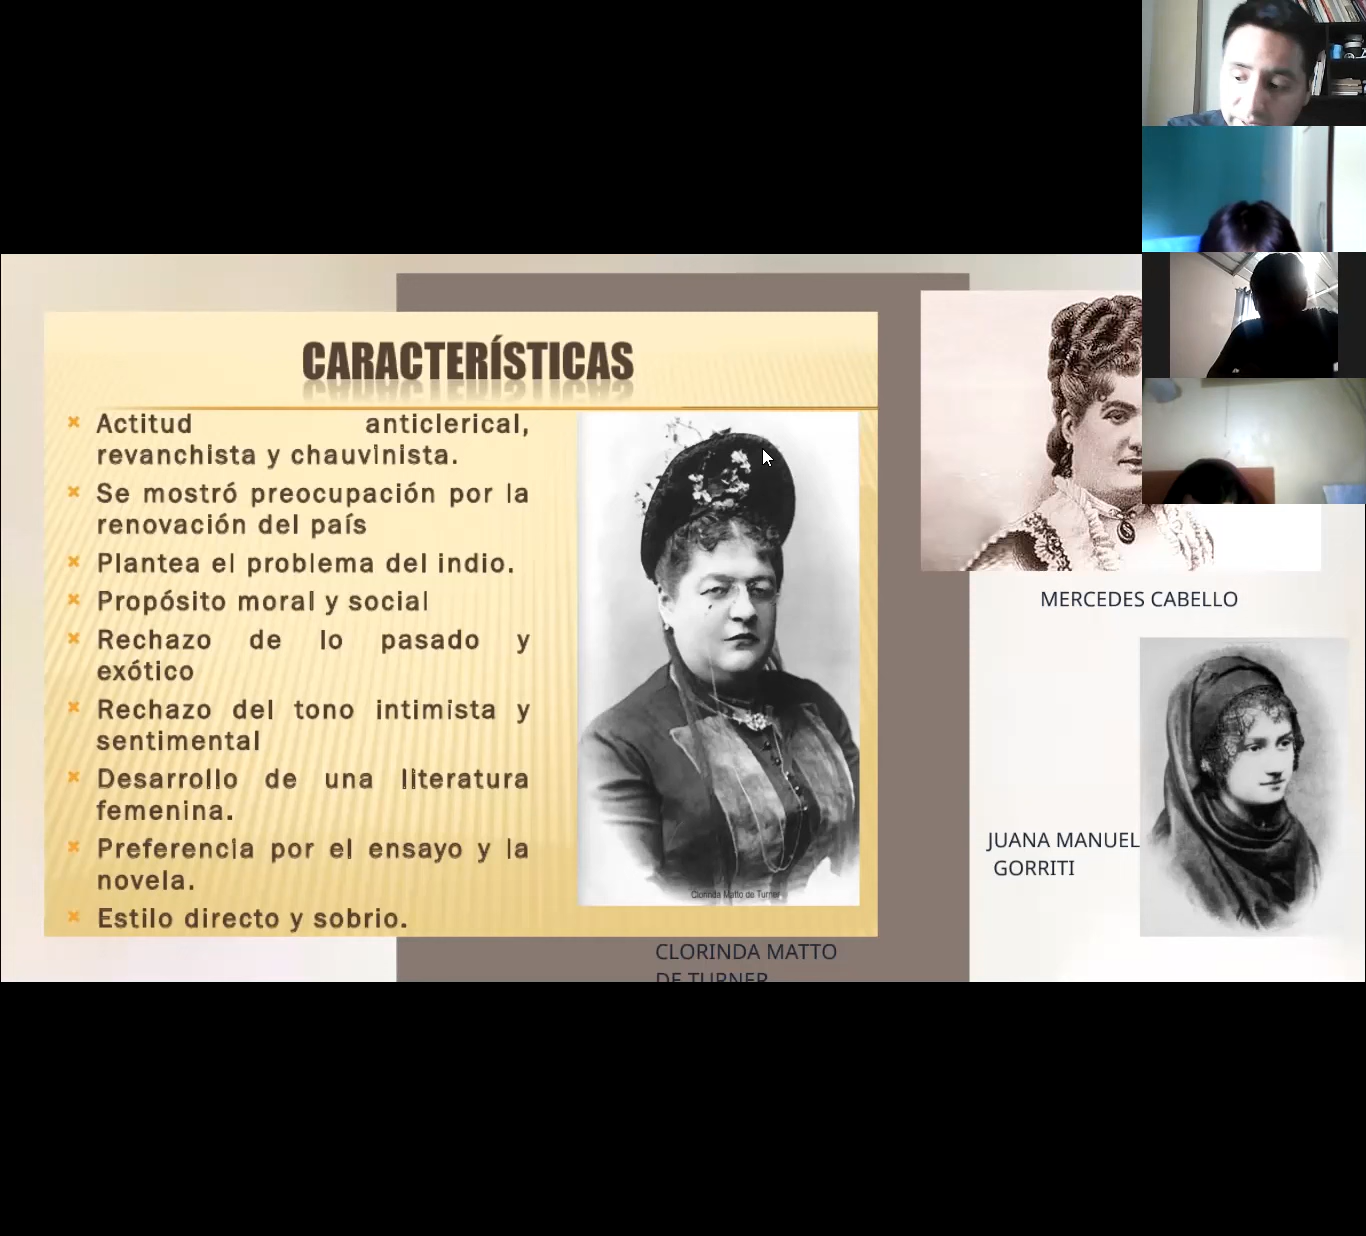 CARACTERÍSTICAS
Actitud anticlerical,
revanchista y chauvinista.
Se mostró preocupación por la
renovación del país
Plantea el problema del indio.
Propósito moral y social
Rechazo de lo pasado y
exótico
Rechazo del tono intimista y
sentimental
Desarrollo de una literatura
femenina.
Preferencia por el ensayo y la
novela.
Estilo directo y sobrio.
Clorinda Matto de Turner
CLORINDA MATTO
DE TURNER
MERCEDES CABELLO
JUANA MANUEL
GORRITI